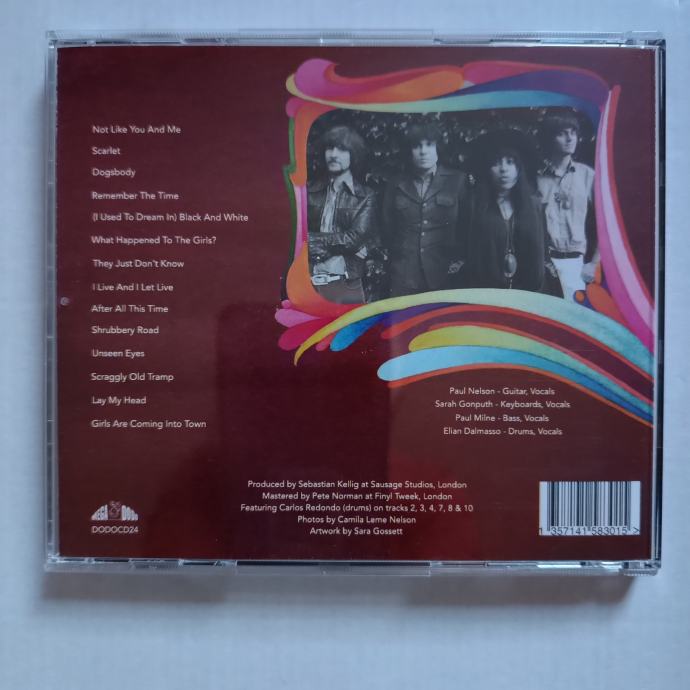 Not Like You And Me
Scarlet
Dogsbody
Remember The Time
(I Used To Dream In) Black And White
What Happened To The Girls?
They Just Don't Know
I Live And I Let Live
After All This Time
Shrubbery Road
Unseen Eyes
Scraggly Old Tramp
Lay My Head
Girls Are Coming Into Town
Paul Nelson - Guitar, Vocals
Sarah Gonputh - Keyboards, Vocals
Paul Milne - Bass, Vocals
Elian Dalmasso - Drums, Vocals
Produced by Sebastian Kellig at Sausage Studios, London
Mastered by Pete Norman at Finyl Tweek, London
Featuring Carlos Redondo (drums) on tracks 2, 3, 4, 7, 8 & 10
Photos by Camila Leme Nelson
Artwork by Sara Gossett
MEGA DODO
DODOCD24
1 357141 583015 >